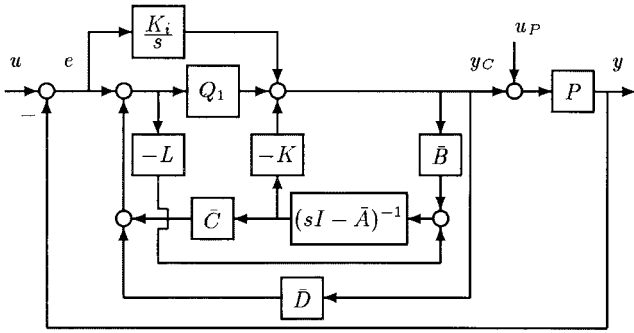 K_i
s
u_P
u
e
y_C
y
−
Q_1
P
−L
−K
B̄
C̄
(sI − Ā)^{−1}
D̄